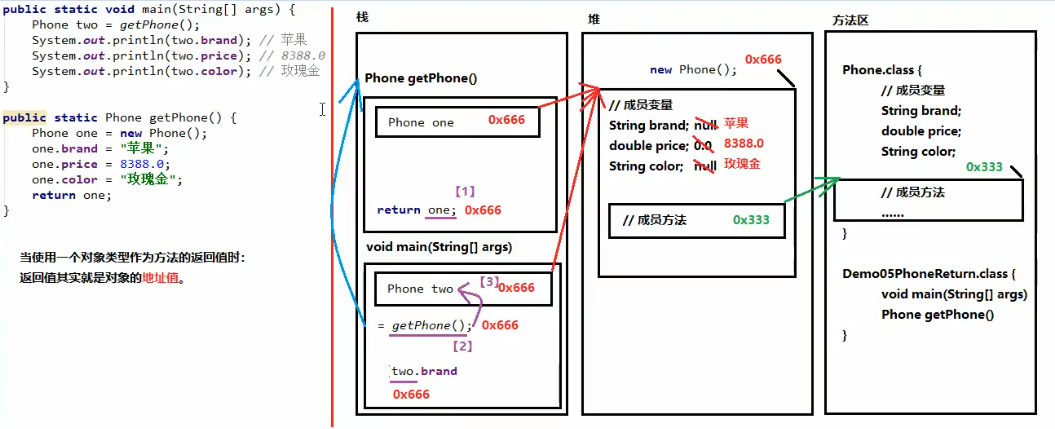 public static void main(String[] args) {
Phone two = getPhone();
System.out.println(two.brand); // 苹果
System.out.println(two.price); // 8388.0
System.out.println(two.color); // 玫瑰金
}
public static Phone getPhone() {
Phone one = new Phone();
one.brand = "苹果";
one.price = 8388.0;
one.color = "玫瑰金";
return one;
}
当使用一个对象类型作为方法的返回值时：
返回值其实就是对象的地址值。
栈
Phone getPhone()
Phone one 0x666
【1】
return one; 0x666
void main(String[] args)
Phone two 【3】 0x666
= getPhone(); 0x666
【2】
two.brand
0x666
堆
new Phone(); 0x666
// 成员变量
String brand; null 苹果
double price; 0.0 8388.0
String color; null 玫瑰金
// 成员方法 0x333
方法区
Phone.class {
// 成员变量
String brand;
double price;
String color;
0x333
// 成员方法
......
}
Demo05PhoneReturn.class {
void main(String[] args)
Phone getPhone()
}